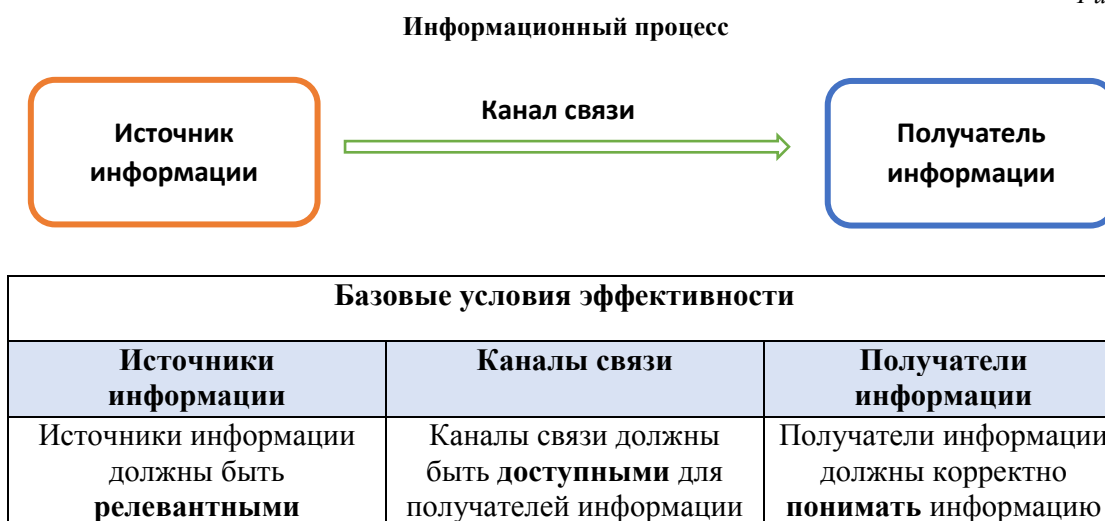 Информационный процесс
Канал связи
Источник
информации
Получатель
информации
Базовые условия эффективности
Источники
информации
Каналы связи
Получатели
информации
Источники информации
должны быть
релевантными
Каналы связи должны
быть доступными для
получателей информации
Получатели информации
должны корректно
понимать информацию